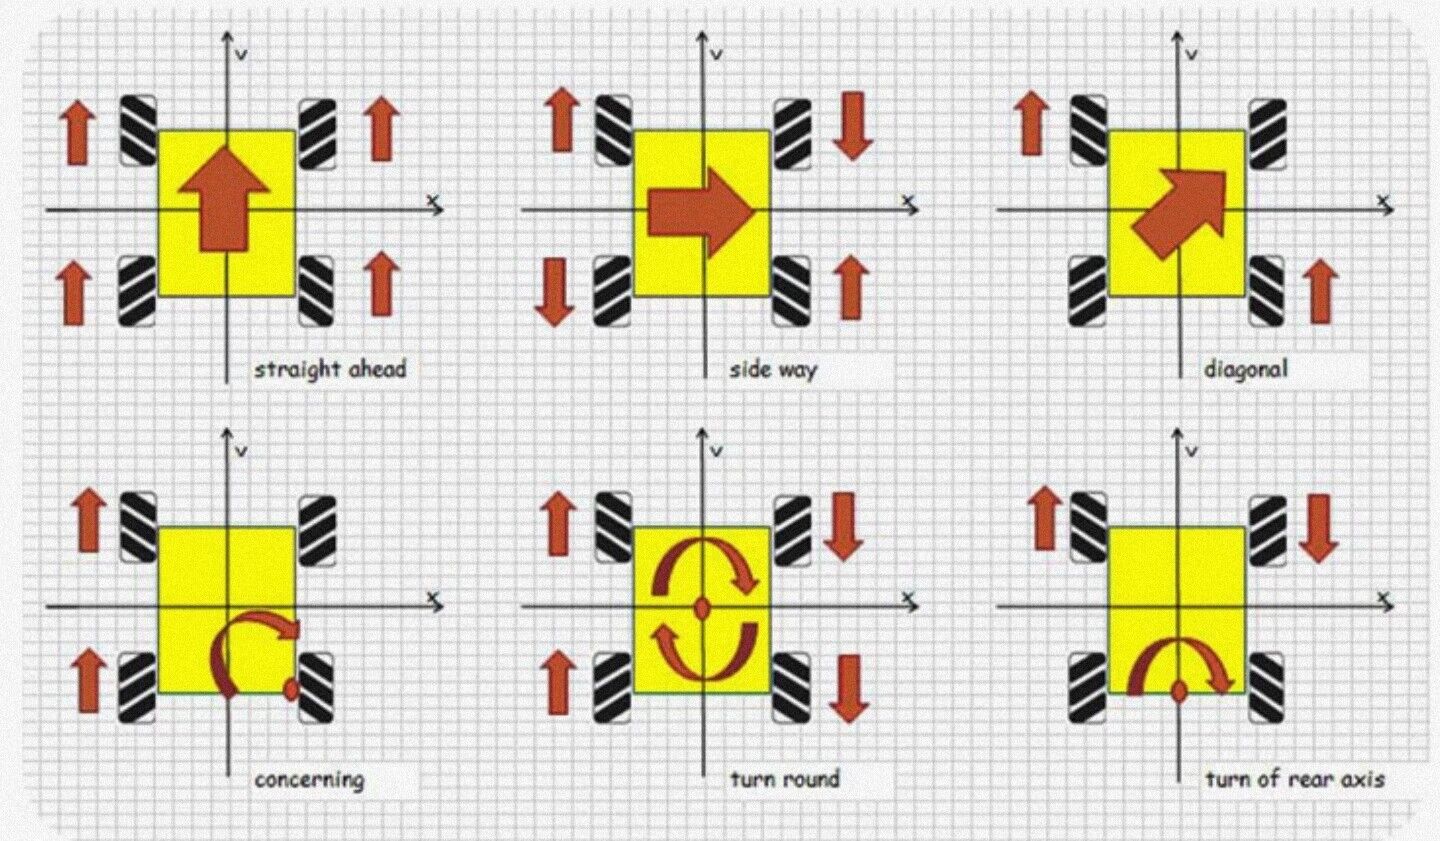 v
x
straight ahead
v
x
side way
v
x
diagonal
v
x
concerning
v
x
turn round
v
x
turn of rear axis